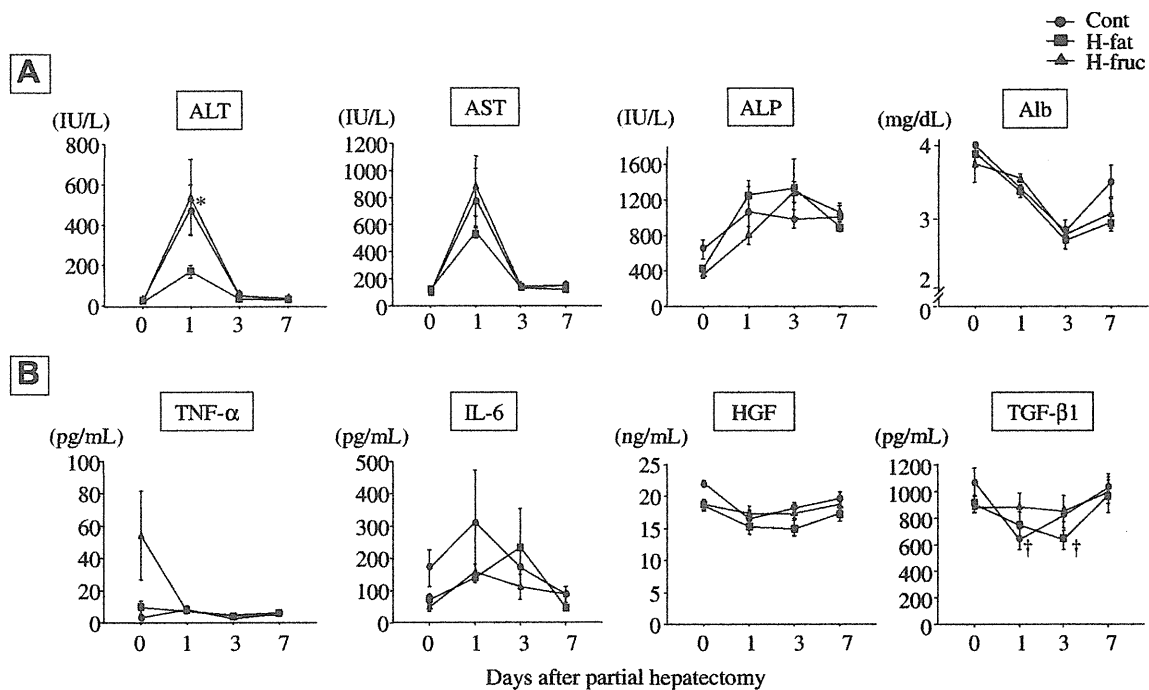 Cont
H-fat
H-fruc
A
ALT
AST
ALP
Alb
(IU/L)
(IU/L)
(IU/L)
(mg/dL)
800
600
400
200
0
0 1 3 7
*
1200
1000
800
600
400
200
0
0 1 3 7
1600
1200
800
400
0
0 1 3 7
4
3
2
0
0 1 3 7
B
TNF-α
IL-6
HGF
TGF-β1
(pg/mL)
(pg/mL)
(ng/mL)
(pg/mL)
100
80
60
40
20
0
0 1 3 7
500
400
300
200
100
0
0 1 3 7
25
20
15
10
5
0
0 1 3 7
1200
1000
800
600
400
200
0
† †
0 1 3 7
Days after partial hepatectomy